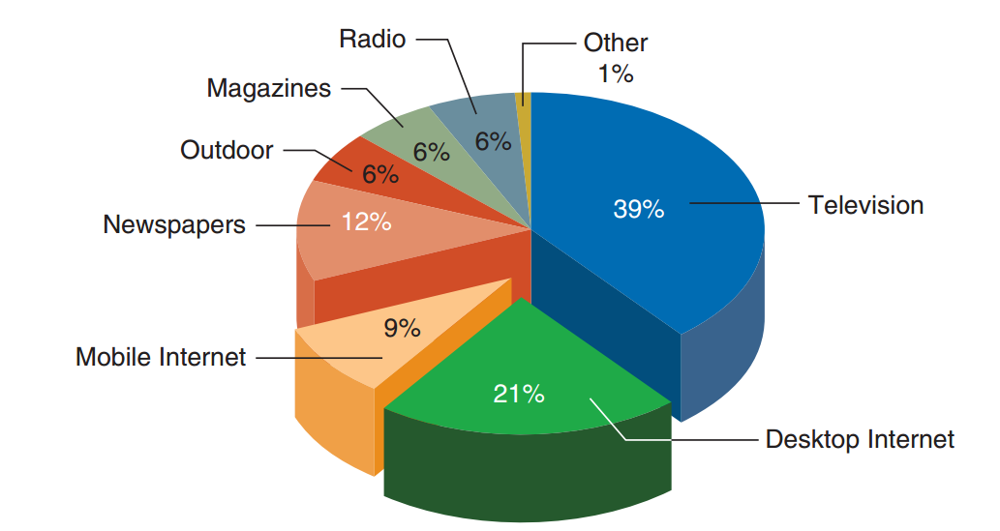 Radio
Other
1%
Magazines
6%
6%
Outdoor
6%
39%
Television
Newspapers
12%
9%
Mobile Internet
21%
Desktop Internet